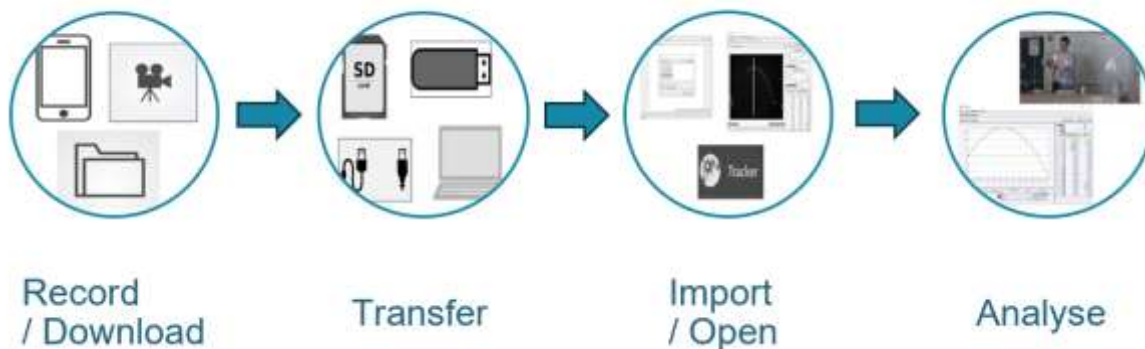 SD
Tracker
Record
/ Download
Transfer
Import
/ Open
Analyse